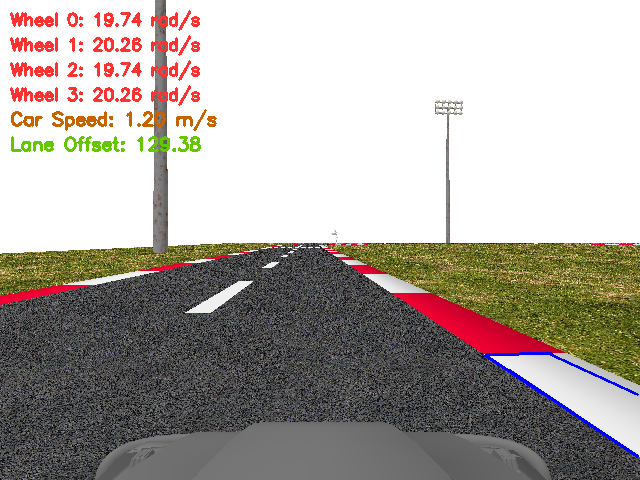 Wheel 0: 19.74 rad/s
Wheel 1: 20.26 rad/s
Wheel 2: 19.74 rad/s
Wheel 3: 20.26 rad/s
Car Speed: 1.20 m/s
Lane Offset: 129.38